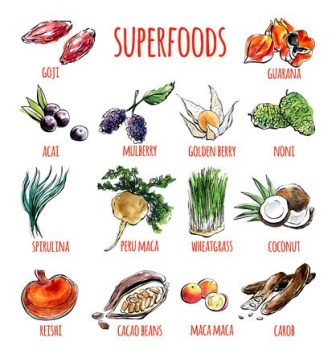 SUPERFOODS
GOJI
GUARANA
ACAI
MULBERRY
GOLDEN BERRY
NONI
SPIRULINA
PERU MACA
WHEATGRASS
COCONUT
REISHI
CACAO BEANS
MACA MACA
CAROB